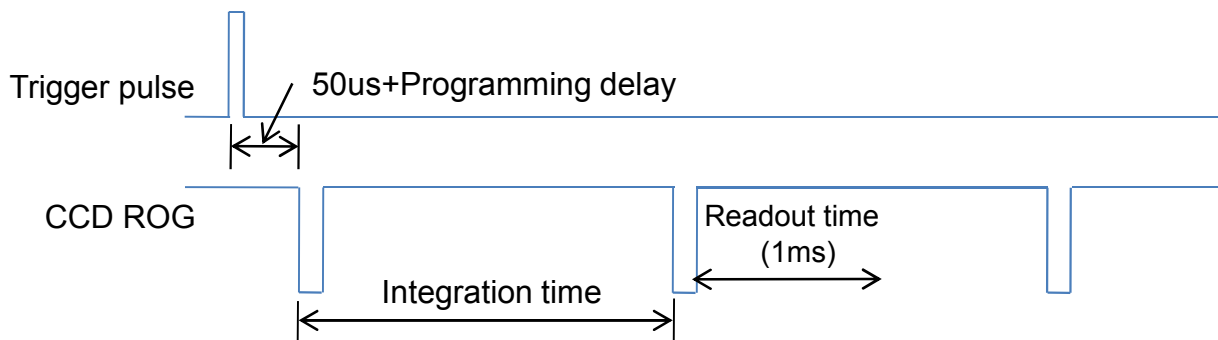 Trigger pulse
50us+Programming delay
CCD ROG
Readout time
(1ms)
Integration time